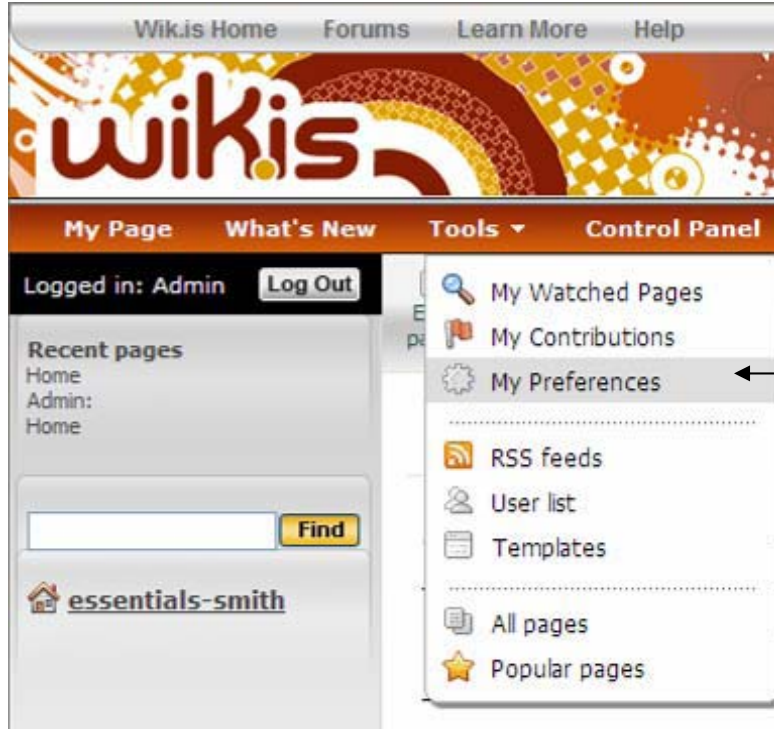 Wik.is Home Forums Learn More Help
wik.is
My Page What's New Tools Control Panel
Logged in: Admin Log Out
Recent pages
Home
Admin:
Home
Find
essentials-smith
My Watched Pages
My Contributions
My Preferences
RSS feeds
User list
Templates
All pages
Popular pages